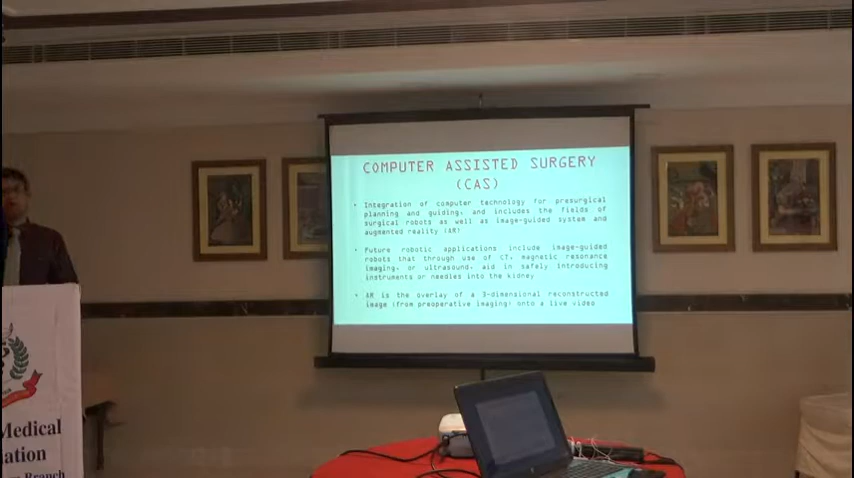 COMPUTER ASSISTED SURGERY
(CAS)
• Integration of computer technology for presurgical
planning and guiding, and includes the fields of
surgical robots as well as image-guided system and
augmented reality (AR)
• Future robotic applications include image-guided
robots that through use of CT, magnetic resonance
imaging, or ultrasound, aid in safely introducing
instruments or needles into the kidney
• AR is the overlay of a 3-dimensional reconstructed
image (from preoperative imaging) onto a live video
Medical
ation
Branch